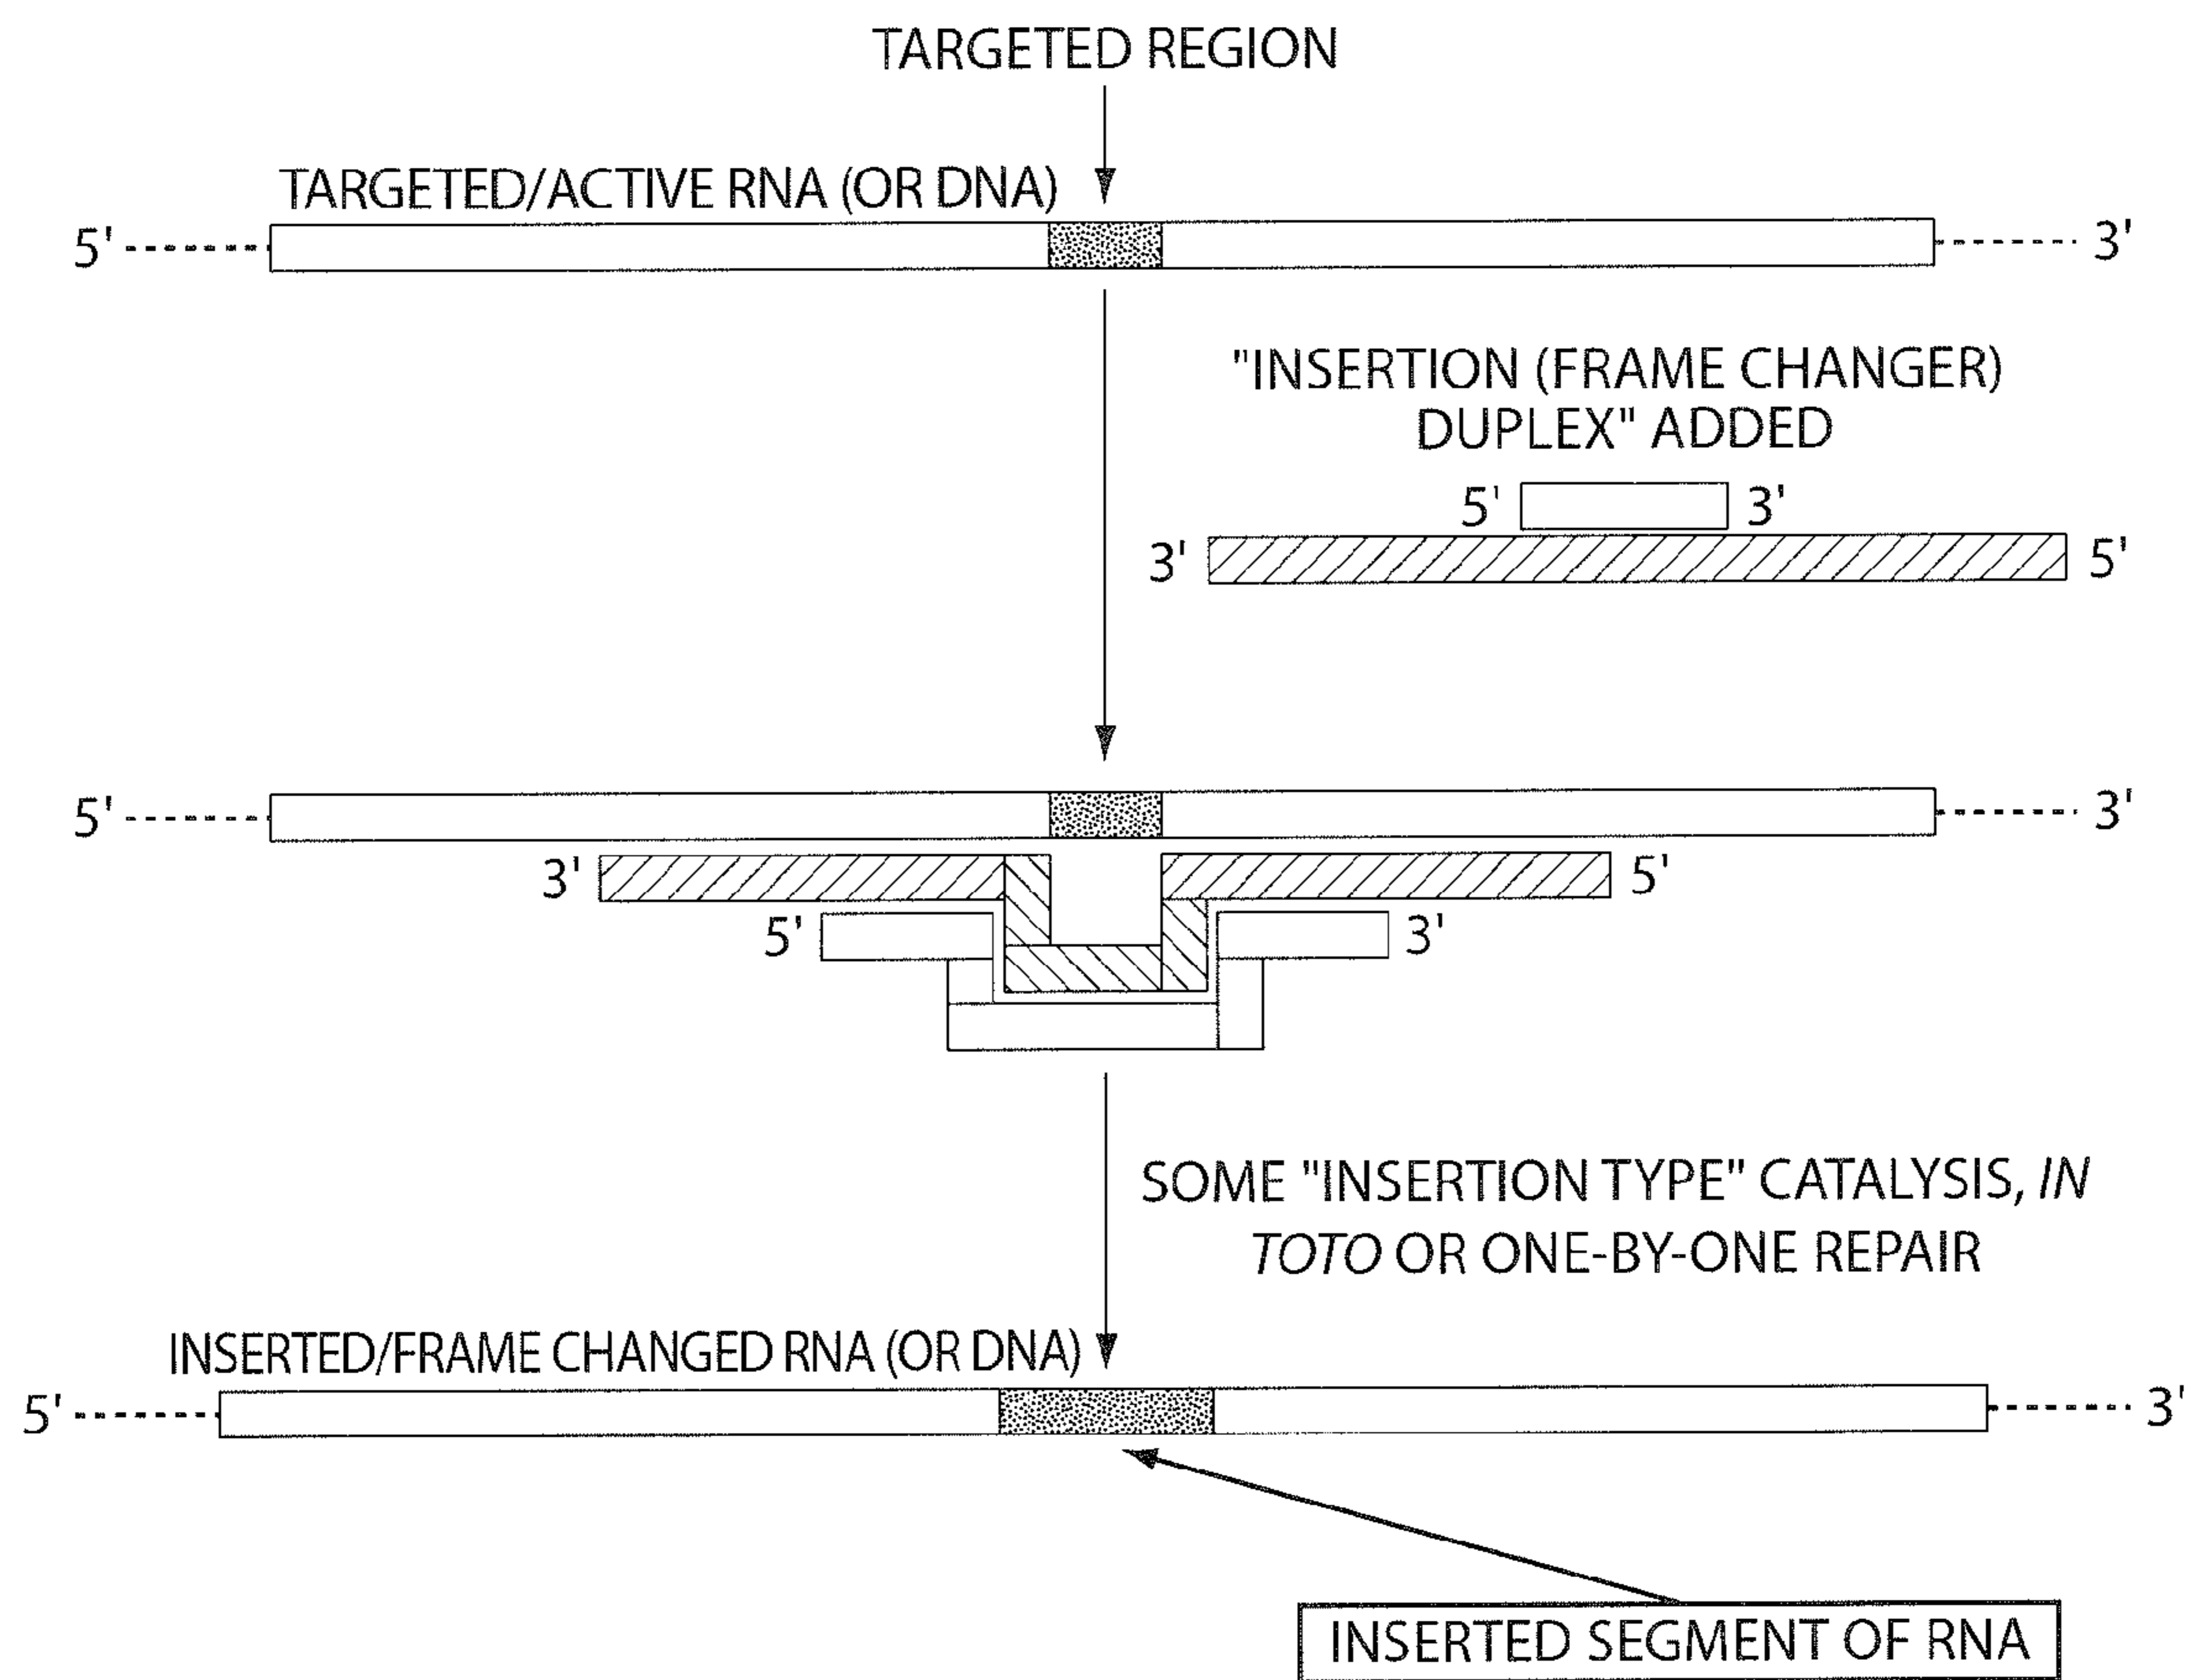 TARGETED REGION
TARGETED/ACTIVE RNA (OR DNA)
5' 3'
"INSERTION (FRAME CHANGER)
DUPLEX" ADDED
5' 3'
3' 5'
5' 3'
3' 5'
5' 3'
SOME "INSERTION TYPE" CATALYSIS, IN
TOTO OR ONE-BY-ONE REPAIR
INSERTED/FRAME CHANGED RNA (OR DNA)
5' 3'
INSERTED SEGMENT OF RNA